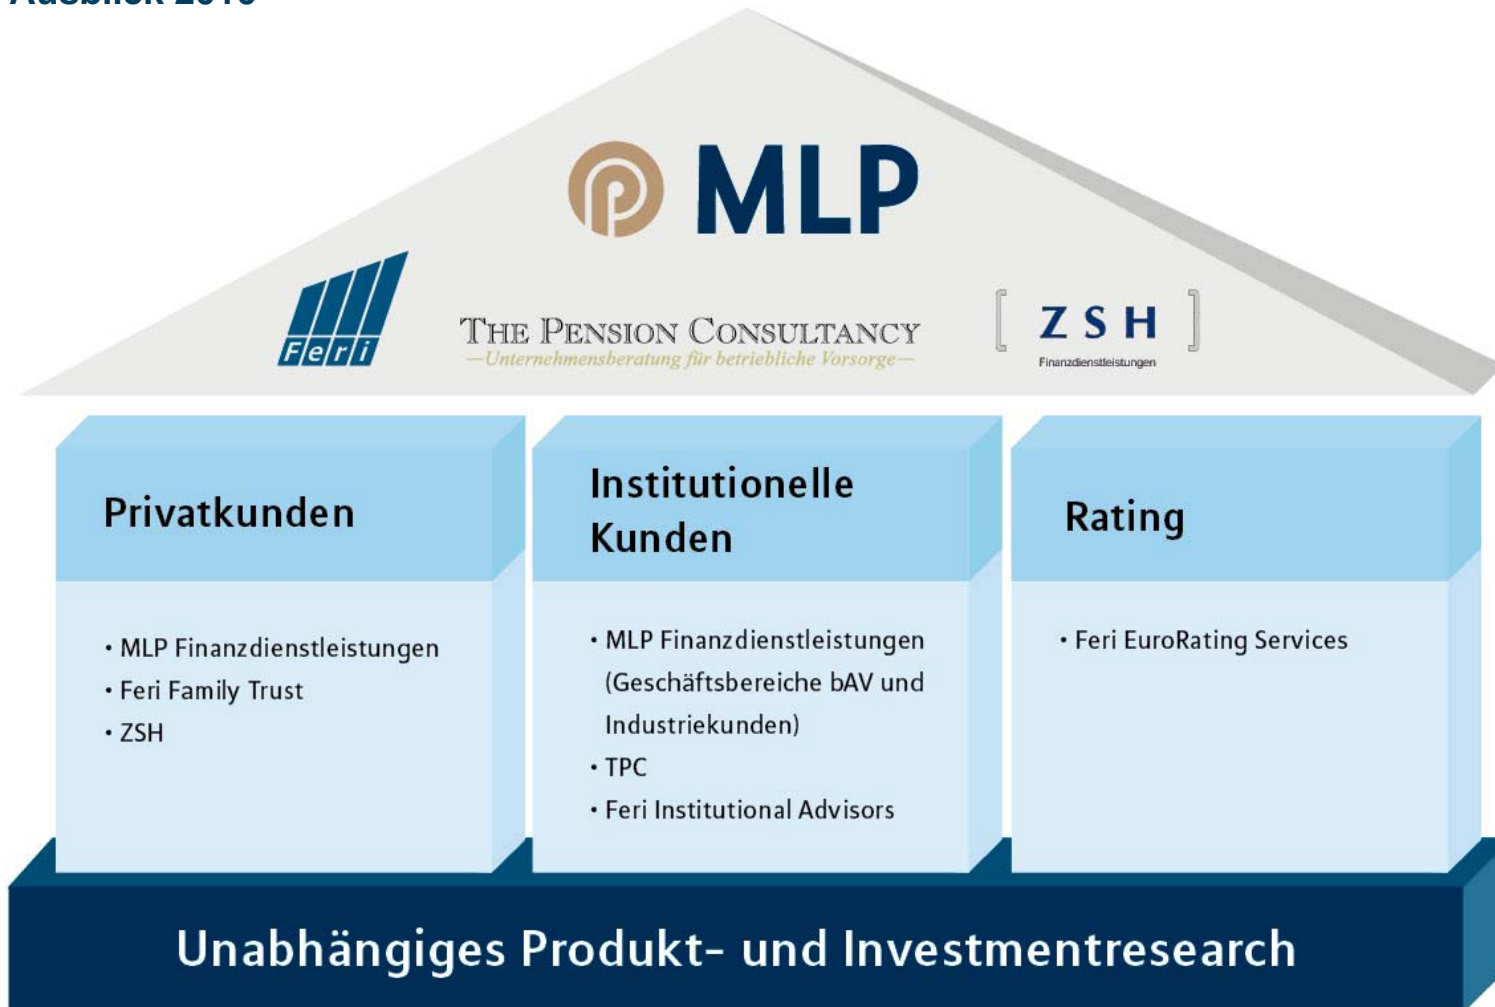 MLP
Feri
THE PENSION CONSULTANCY
—Unternehmensberatung für betriebliche Vorsorge—
[ ZSH ]
Finanzdienstleistungen
Privatkunden
• MLP Finanzdienstleistungen
• Feri Family Trust
• ZSH
Institutionelle
Kunden
• MLP Finanzdienstleistungen
(Geschäftsbereiche bAV und
Industriekunden)
• TPC
• Feri Institutional Advisors
Rating
• Feri EuroRating Services
Unabhängiges Produkt- und Investmentresearch